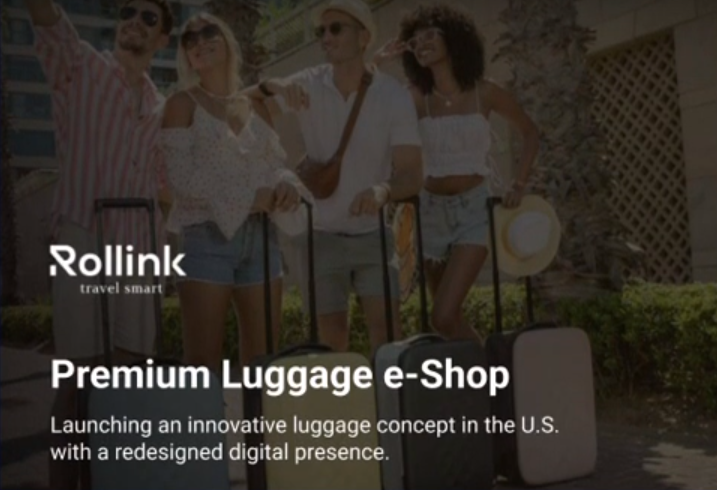 Rollink
travel smart
Premium Luggage e-Shop
Launching an innovative luggage concept in the U.S.
with a redesigned digital presence.